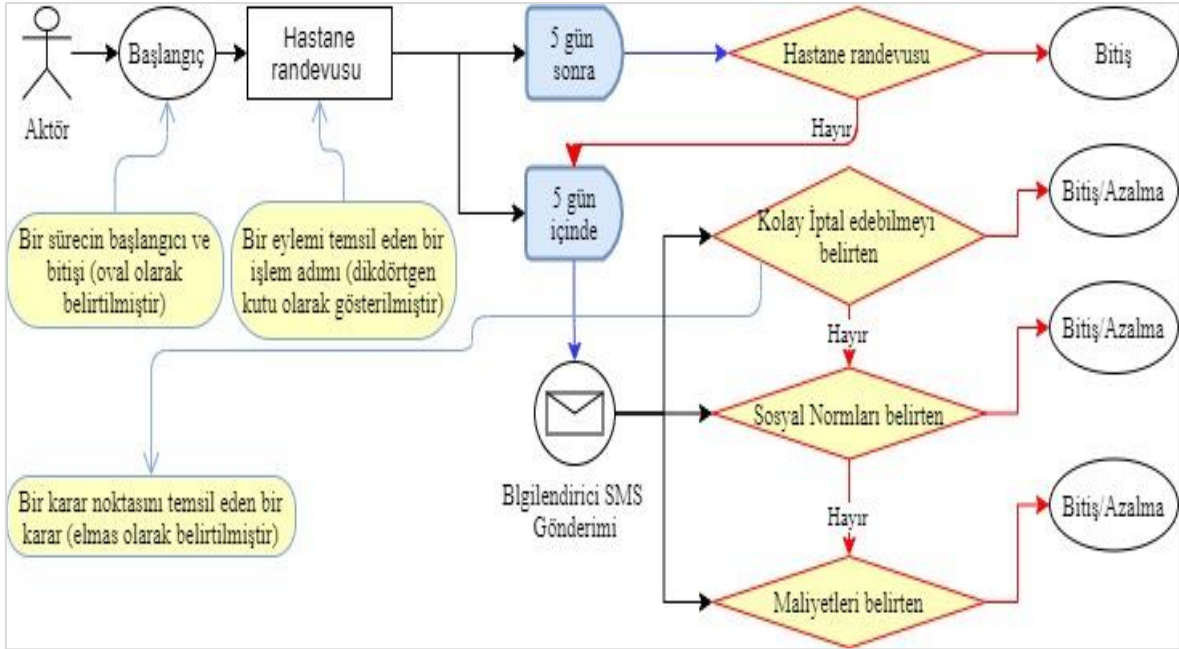 Aktör
Başlangıç
Hastane
randevusu
5 gün
sonra
Hastane randevusu
Bitiş
Hayır
5 gün
içinde
Kolay İptal edebilmeyi
belirten
Bitiş/Azalma
Bir sürecin başlangıcı ve
bitişi (oval olarak
belirtilmiştir)
Bir eylemi temsil eden bir
işlem adımı (dikdörtgen
kutu olarak gösterilmiştir)
Hayır
Bitiş/Azalma
Sosyal Normları belirten
Blgilendirici SMS
Gönderimi
Bir karar noktasını temsil eden bir
karar (elmas olarak belirtilmiştir)
Hayır
Bitiş/Azalma
Maliyetleri belirten